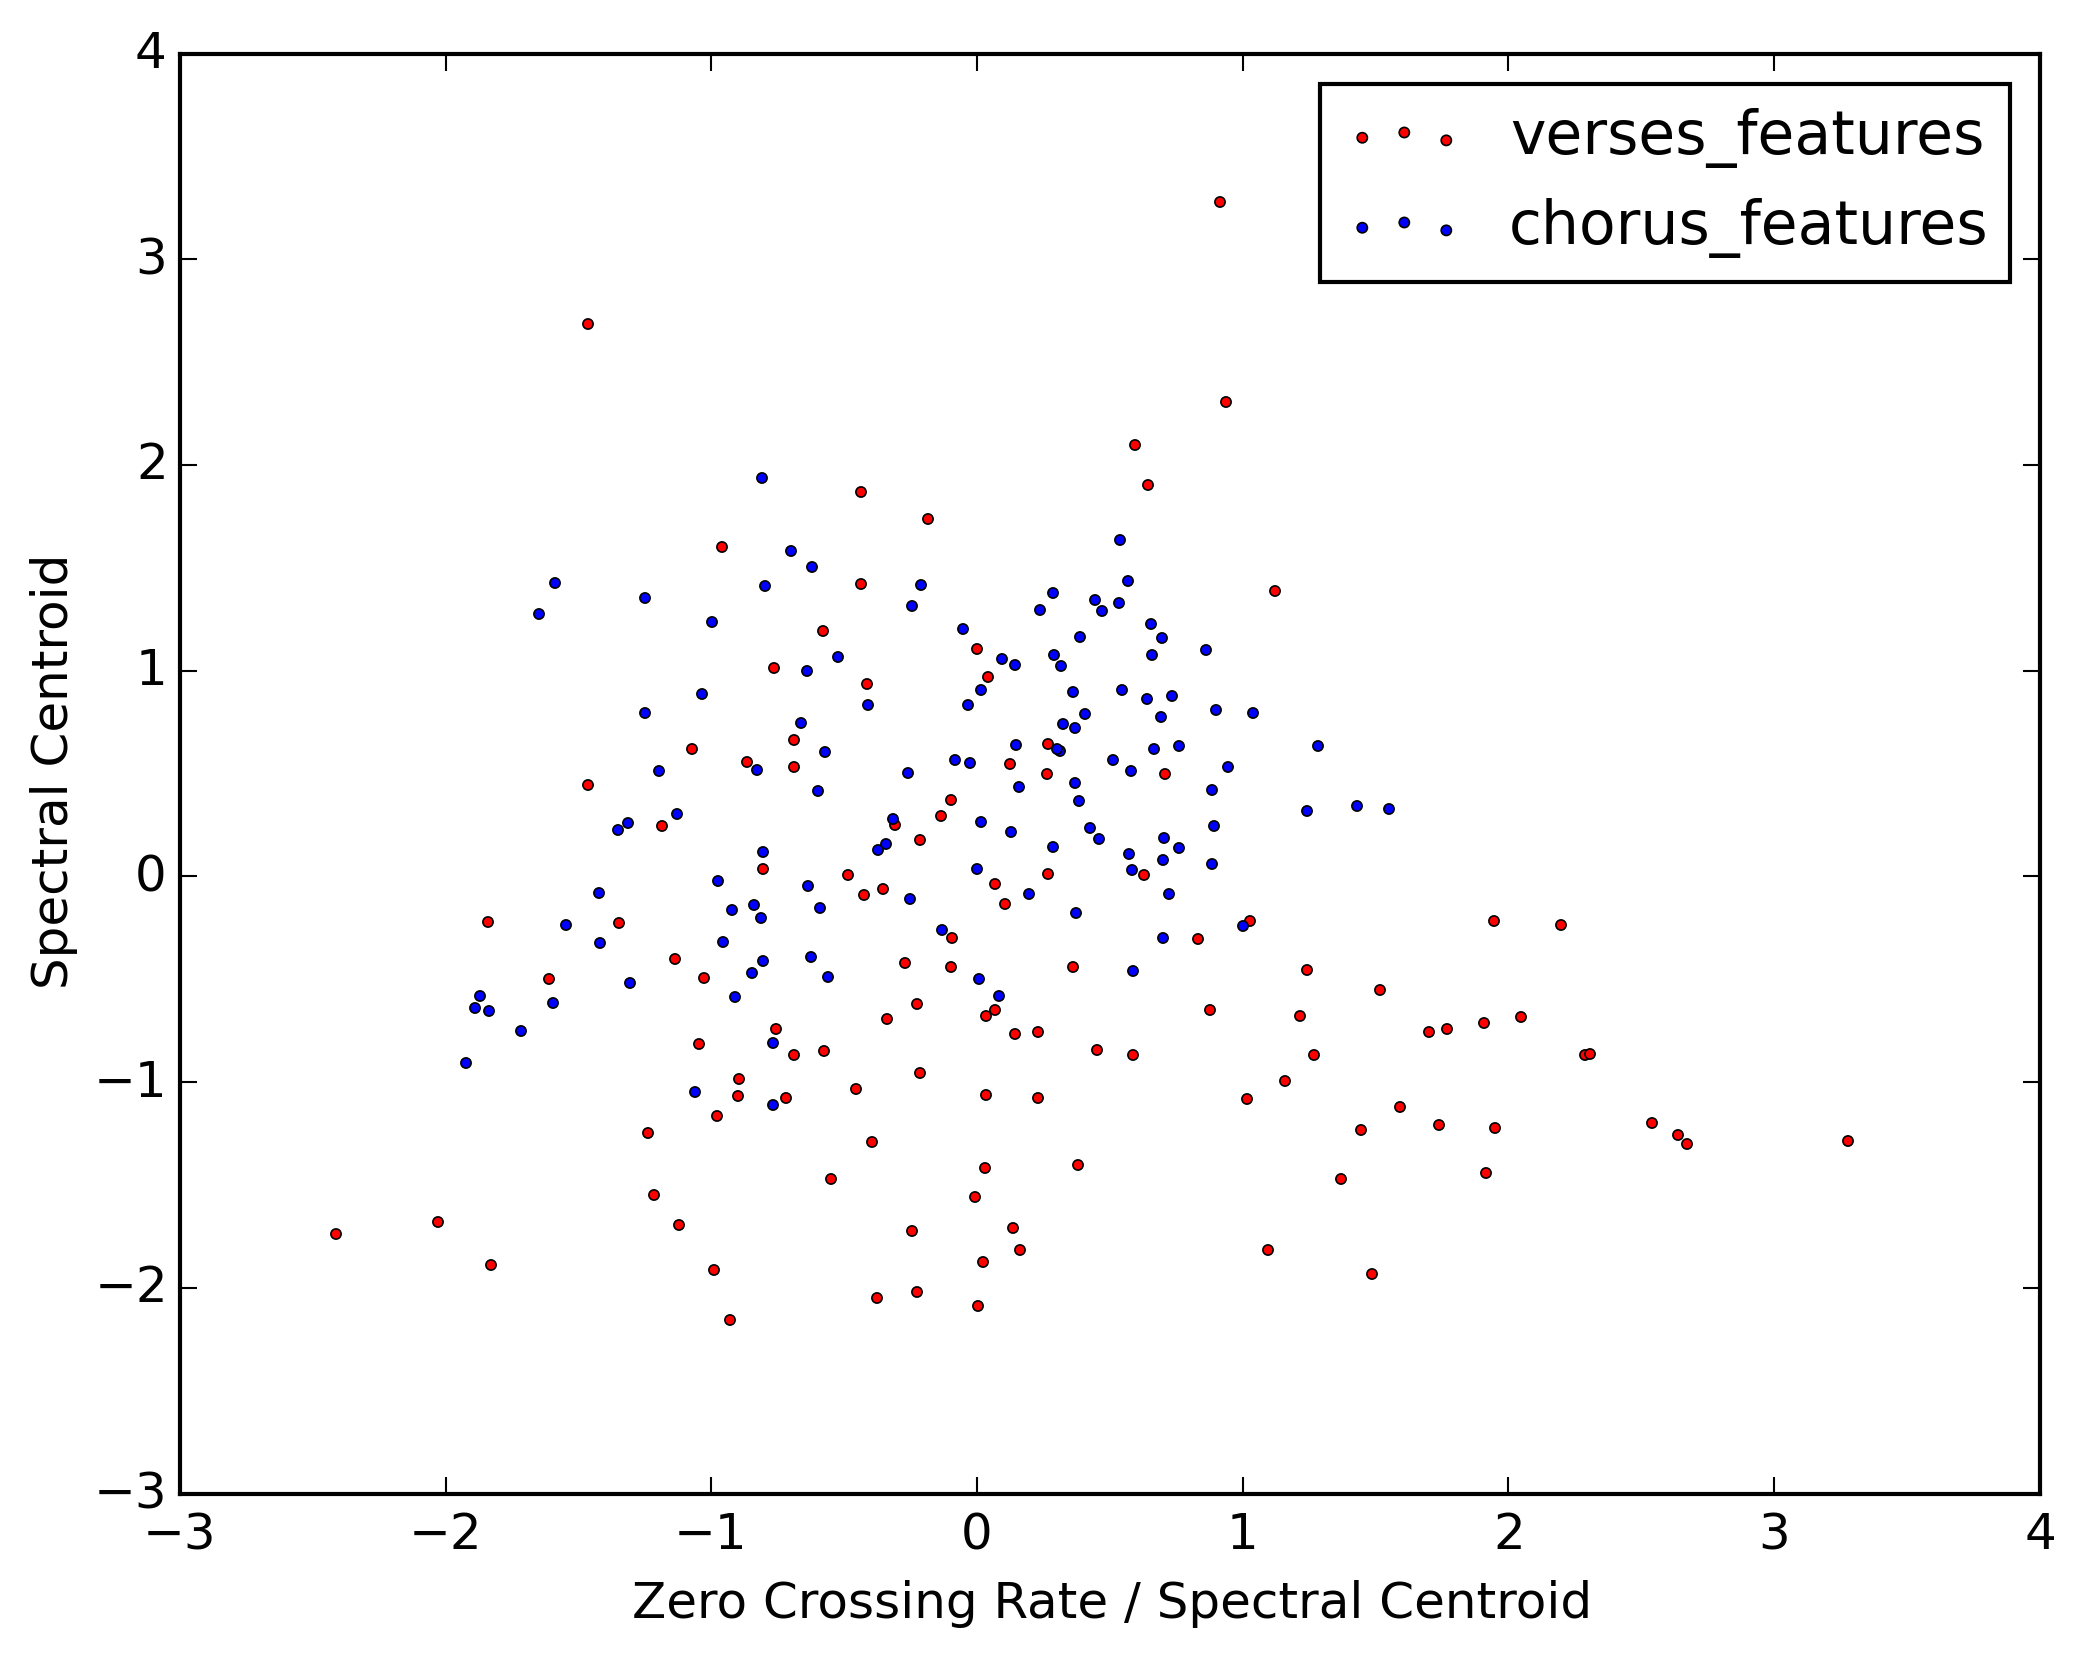 4
3
2
1
0
−1
−2
−3
Spectral Centroid
verses_features
chorus_features
−3 −2 −1 0 1 2 3 4
Zero Crossing Rate / Spectral Centroid